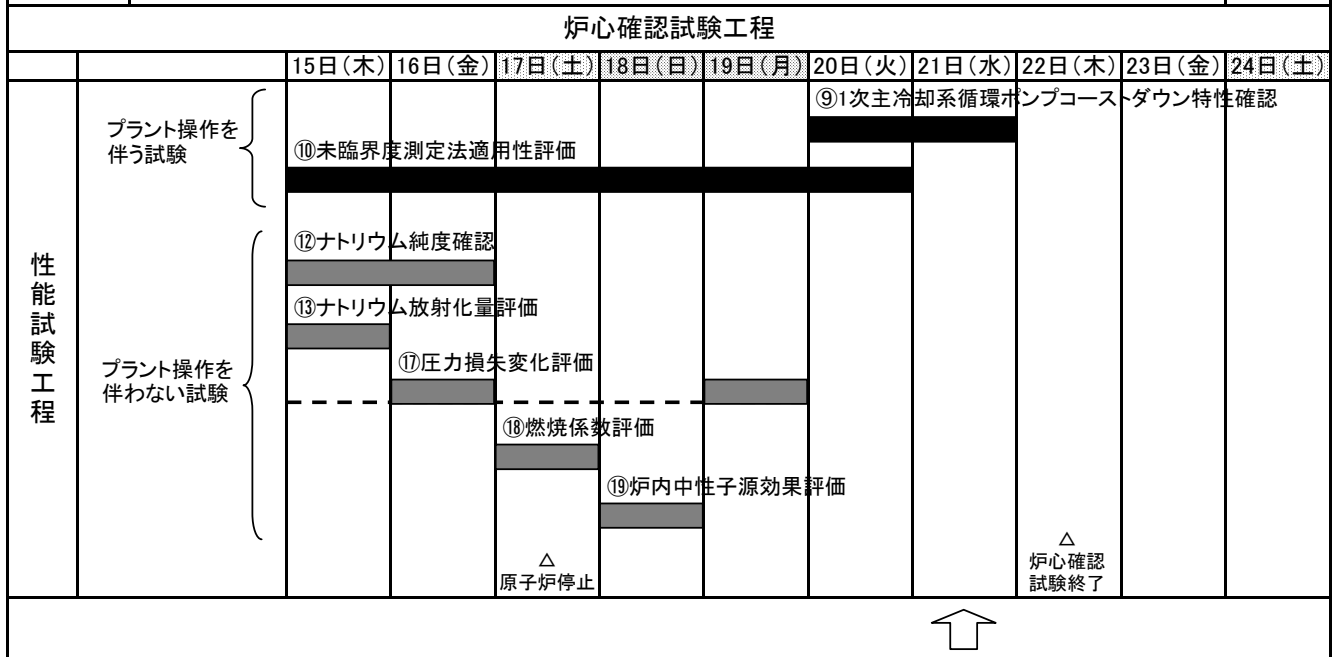 炉心確認試験工程
15日(木) 16日(金) 17日(土) 18日(日) 19日(月) 20日(火) 21日(水) 22日(木) 23日(金) 24日(土)
⑨1次主冷却系循環ポンプコーストダウン特性確認
プラント操作を
伴う試験
⑩未臨界度測定法適用性評価
⑫ナトリウム純度確認
性能試験工程
⑬ナトリウム放射化量評価
⑰圧力損失変化評価
プラント操作を
伴わない試験
⑱燃焼係数評価
⑲炉内中性子源効果評価
△
原子炉停止
△
炉心確認
試験終了